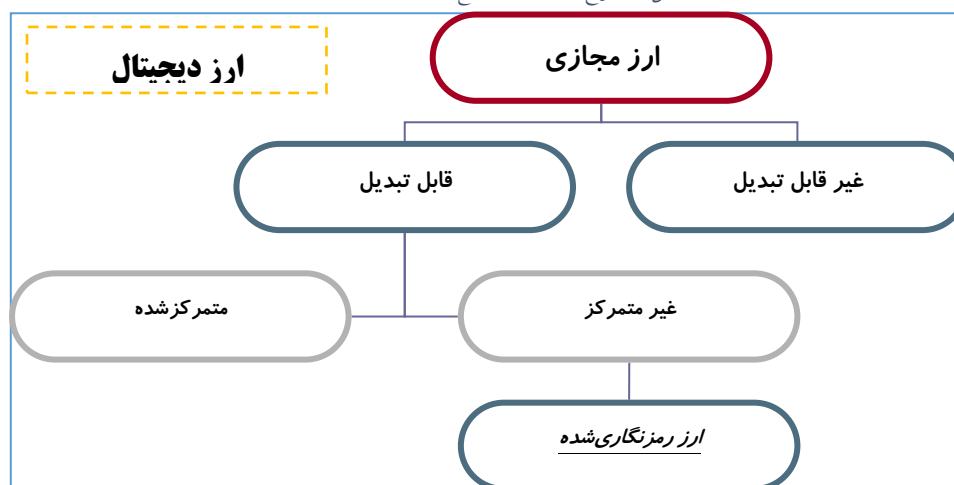 ارز دیجیتال
ارز مجازی
غیر قابل تبدیل
قابل تبدیل
غیر متمرکز
متمرکزشده
ارز رمزنگاری‌شده